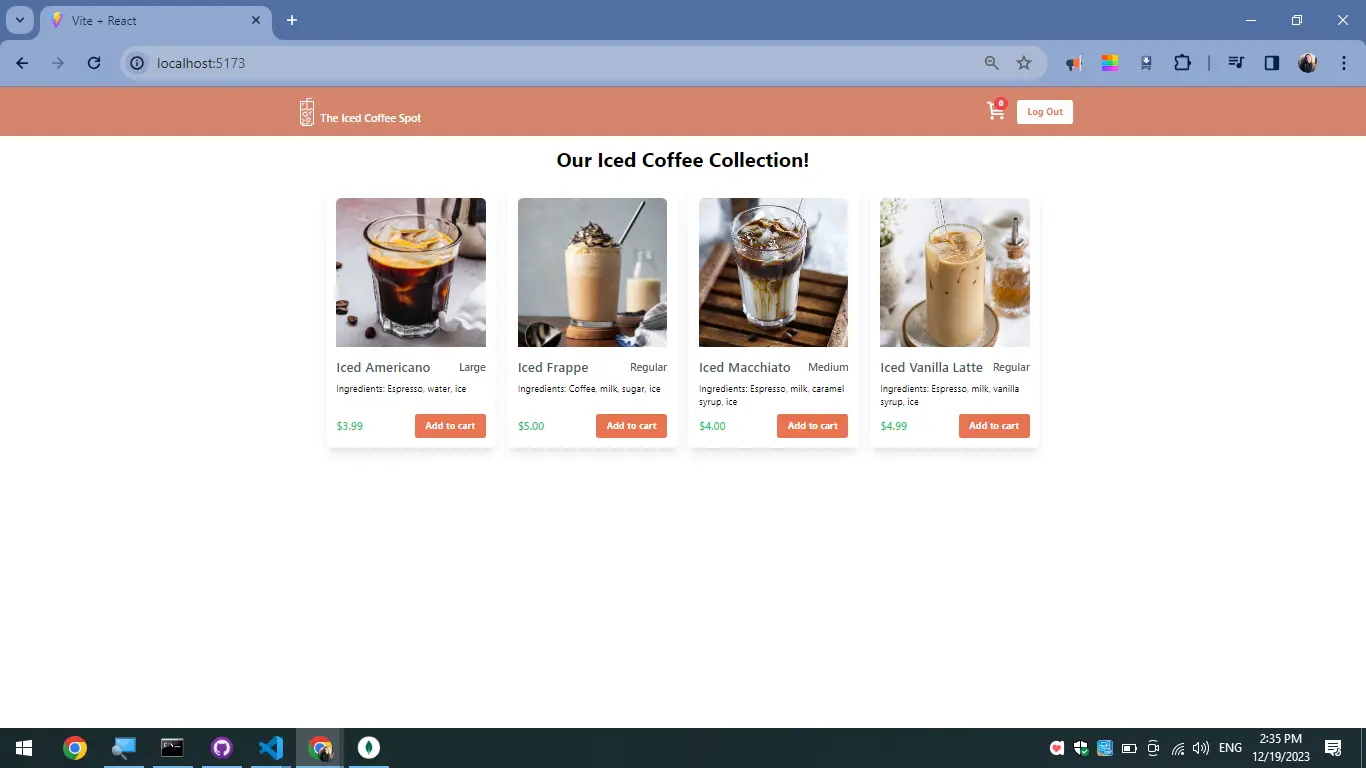 Vite + React
localhost:5173
The Iced Coffee Spot
0
Log Out
Our Iced Coffee Collection!
Iced Americano Large
Ingredients: Espresso, water, ice
$3.99 Add to cart
Iced Frappe Regular
Ingredients: Coffee, milk, sugar, ice
$5.00 Add to cart
Iced Macchiato Medium
Ingredients: Espresso, milk, caramel
syrup, ice
$4.00 Add to cart
Iced Vanilla Latte Regular
Ingredients: Espresso, milk, vanilla
syrup, ice
$4.99 Add to cart
ENG
2:35 PM
12/19/2023